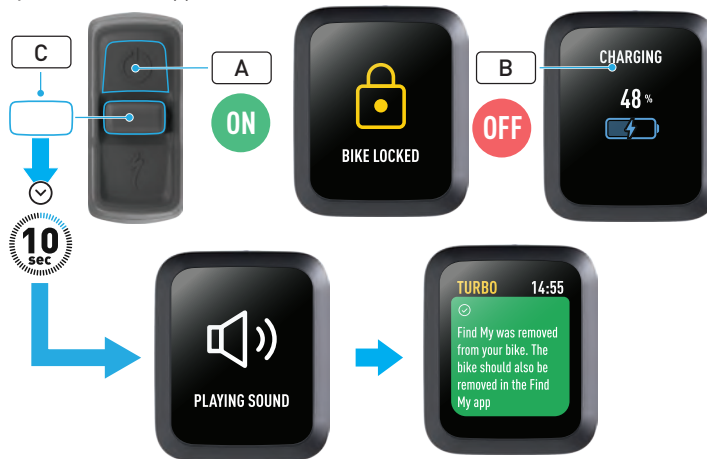 C
A
ON
BIKE LOCKED
B
OFF
CHARGING
48 %
10
sec
PLAYING SOUND
TURBO 14:55
Find My was removed
from your bike. The
bike should also be
removed in the Find
My app